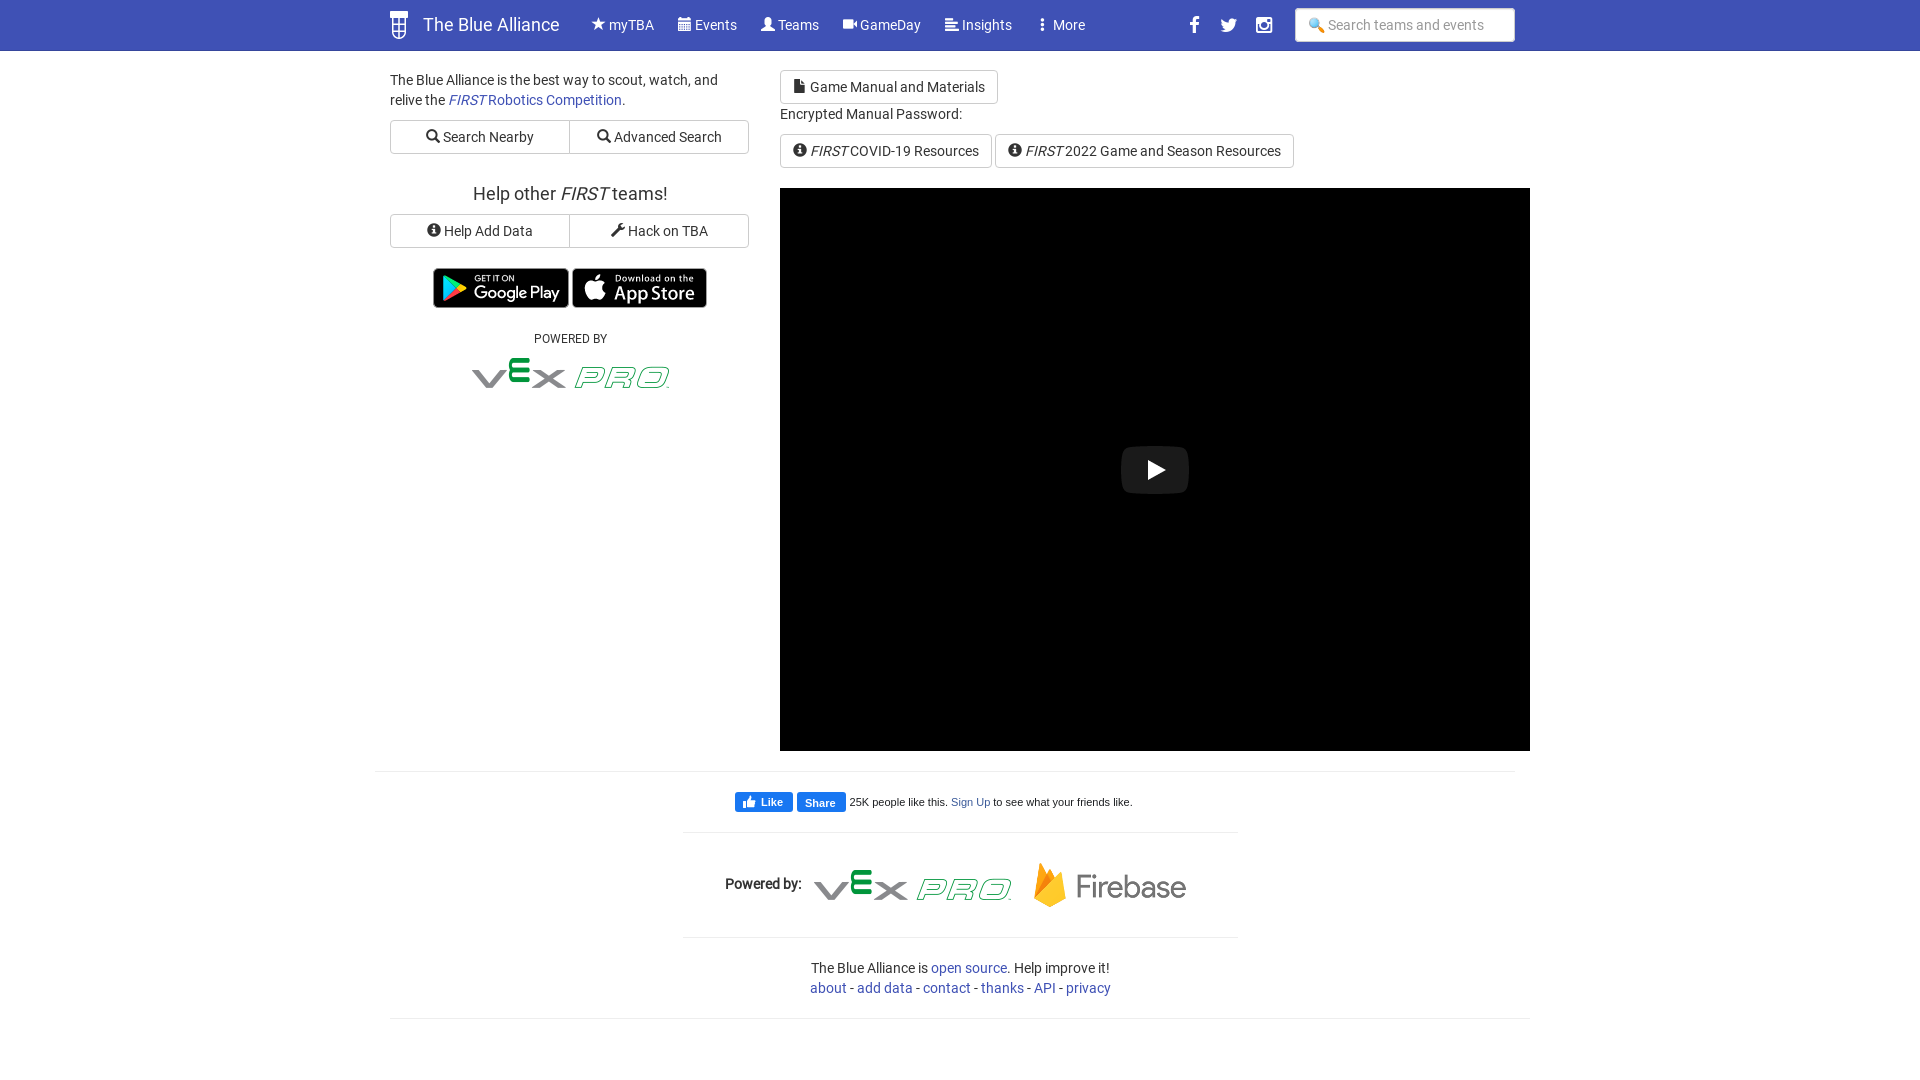 The Blue Alliance
myTBA
Events
Teams
GameDay
Insights
More
Search teams and events
The Blue Alliance is the best way to scout, watch, and
relive the FIRST Robotics Competition.
Search Nearby
Advanced Search
Help other FIRST teams!
Help Add Data
Hack on TBA
GET IT ON
Google Play
Download on the
App Store
POWERED BY
VEX PRO
Game Manual and Materials
Encrypted Manual Password:
FIRST COVID-19 Resources
FIRST 2022 Game and Season Resources
Like
Share
25K people like this. Sign Up to see what your friends like.
Powered by:
VEX PRO
Firebase
The Blue Alliance is open source. Help improve it!
about - add data - contact - thanks - API - privacy